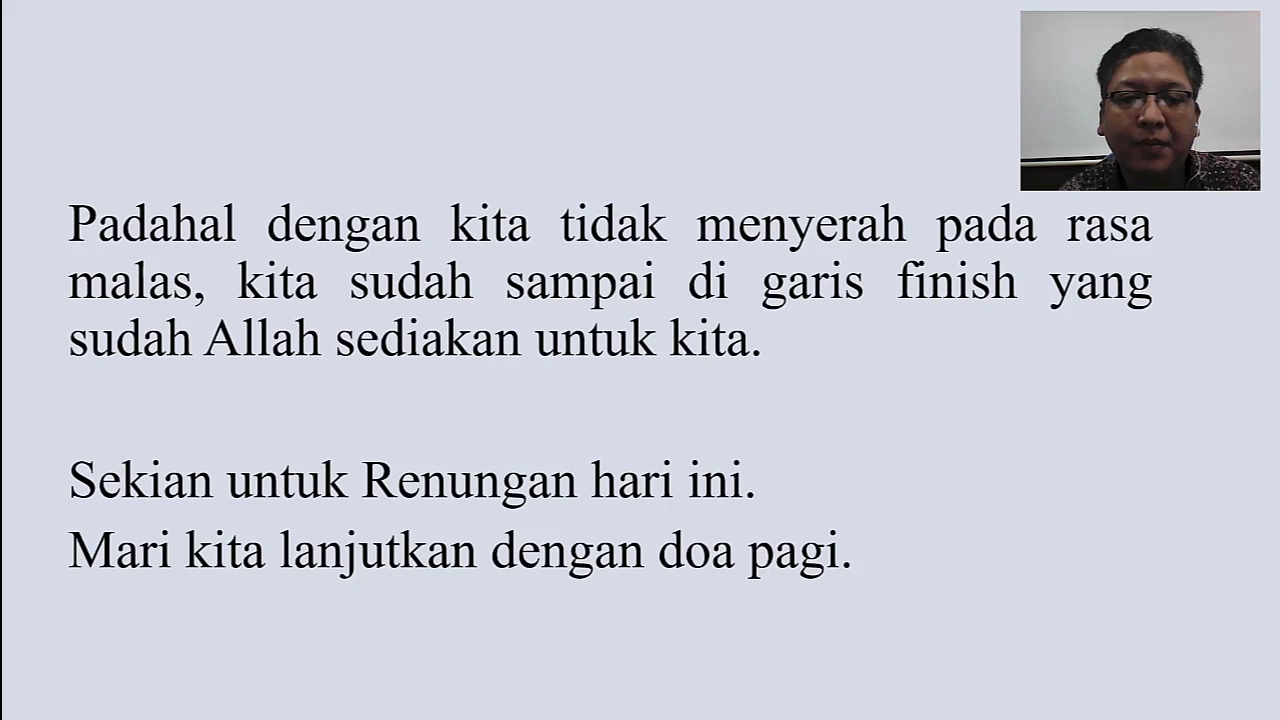 Padahal dengan kita tidak menyerah pada rasa
malas, kita sudah sampai di garis finish yang
sudah Allah sediakan untuk kita.
Sekian untuk Renungan hari ini.
Mari kita lanjutkan dengan doa pagi.